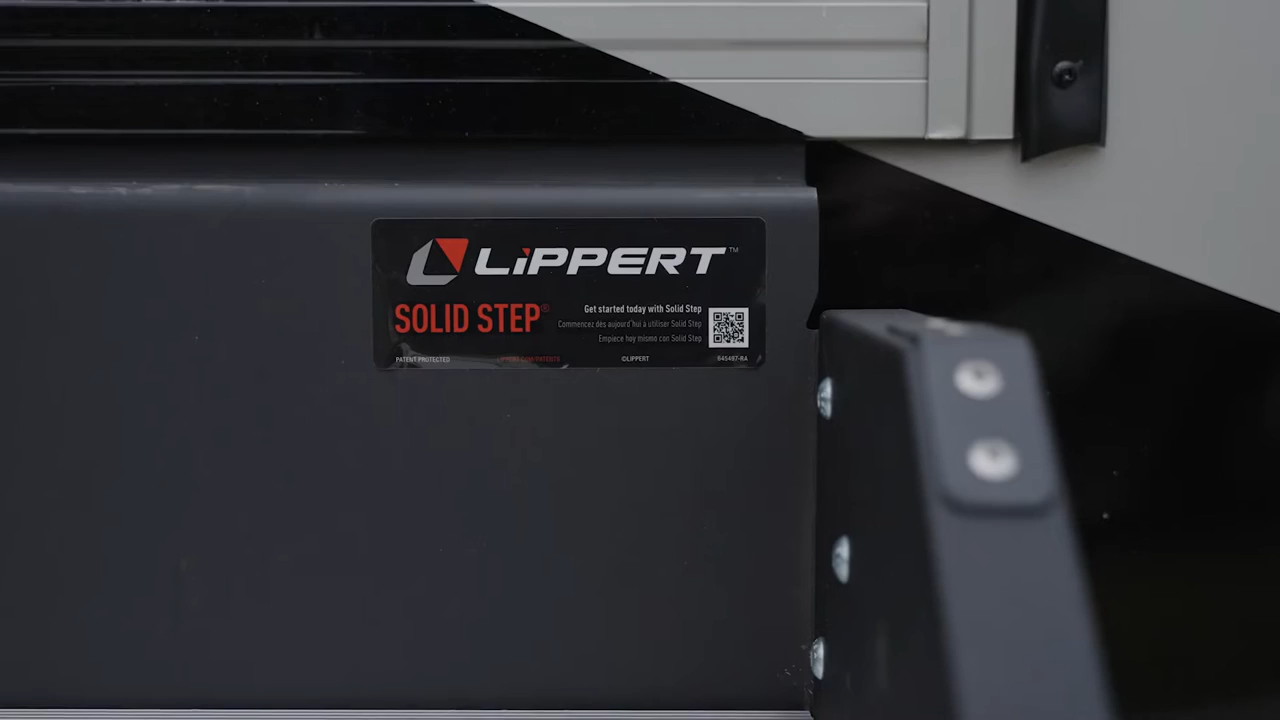 LiPPERT™
SOLID STEP®
Get started today with Solid Step
Commencez dès aujourd'hui à utiliser Solid Step
Empiece hoy mismo con Solid Step
PATENT PROTECTED
©LIPPERT